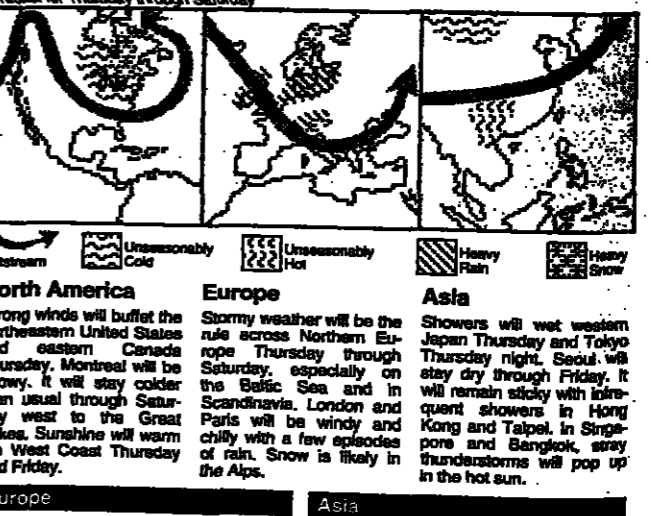 through Saturday
Jetstream
Unseasonably
Cold
Unseasonably
Hot
Heavy
Rain
Heavy
Snow
orth America
rong winds will buffet the
rtheastern United States
d eastern Canada
ursday. Montreal will be
owy. It will stay colder
an usual through Satur-
y west to the Great
kes. Sunshine will warm
West Coast Thursday
d Friday.
Europe
Stormy weather will be the
rule across Northern Eu-
rope Thursday through
Saturday, especially on
the Baltic Sea and in
Scandinavia. London and
Paris will be windy and
chilly with a few episodes
of rain. Snow is likely in
the Alps.
Asia
Showers will wet western
Japan Thursday and Tokyo
Thursday night. Seoul will
stay dry through Friday. It
will remain sticky with infre-
quent showers in Hong
Kong and Taipei. In Singa-
pore and Bangkok, stray
thunderstorms will pop up
in the hot sun.
urope
Asia